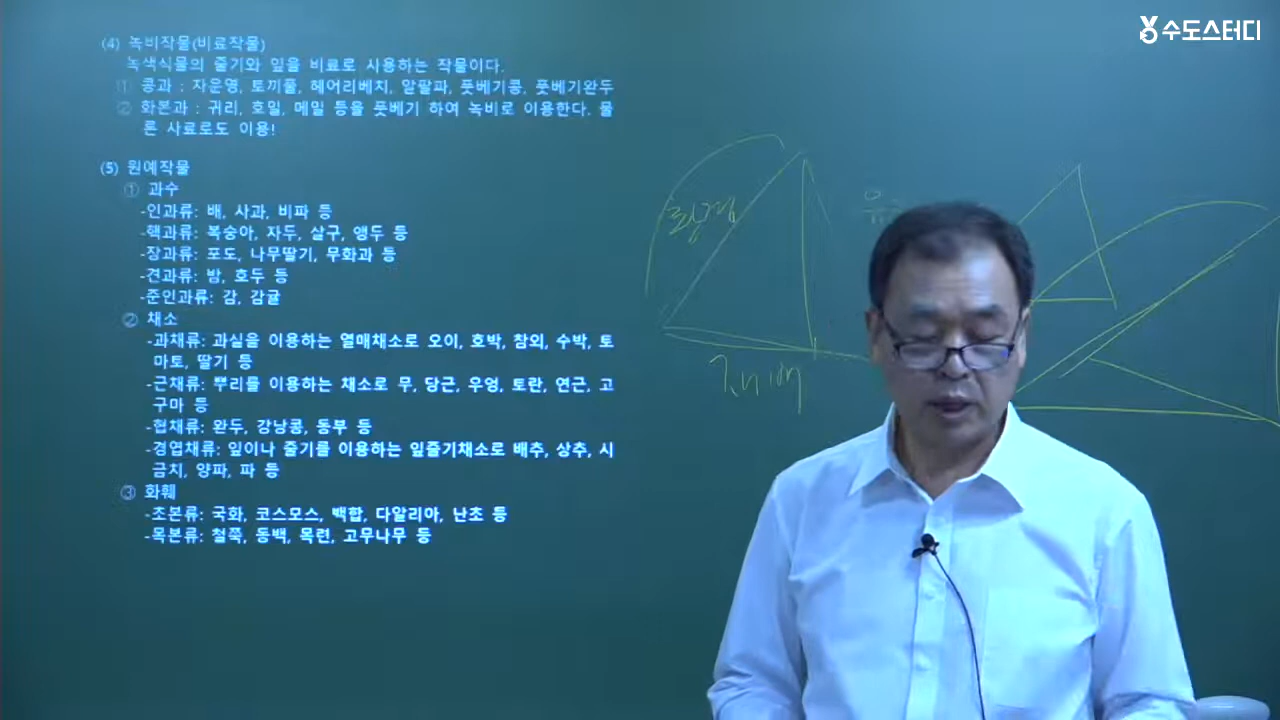 수도스터디
(4) 녹비작물(비료작물)
녹색식물의 줄기와 잎을 비료로 사용하는 작물이다.
① 콩과 : 자운영, 토끼풀, 헤어리베치, 알팔파, 풋베기콩, 풋베기완두
② 화본과 : 귀리, 호밀, 메밀 등을 풋베기 하여 녹비로 이용한다. 물
론 사료로도 이용!
(5) 원예작물
① 과수
-인과류: 배, 사과, 비파 등
-핵과류: 복숭아, 자두, 살구, 앵두 등
-장과류: 포도, 나무딸기, 무화과 등
-견과류: 밤, 호두 등
-준인과류: 감, 감귤
② 채소
-과채류: 과실을 이용하는 열매채소로 오이, 호박, 참외, 수박, 토
마토, 딸기 등
-근채류: 뿌리를 이용하는 채소로 무, 당근, 우엉, 토란, 연근, 고
구마 등
-협채류: 완두, 강낭콩, 동부 등
-경엽채류: 잎이나 줄기를 이용하는 잎줄기채소로 배추, 상추, 시
금치, 양파, 파 등
③ 화훼
-초본류: 국화, 코스모스, 백합, 다알리아, 난초 등
-목본류: 철쭉, 동백, 목련, 고무나무 등
환경
재배